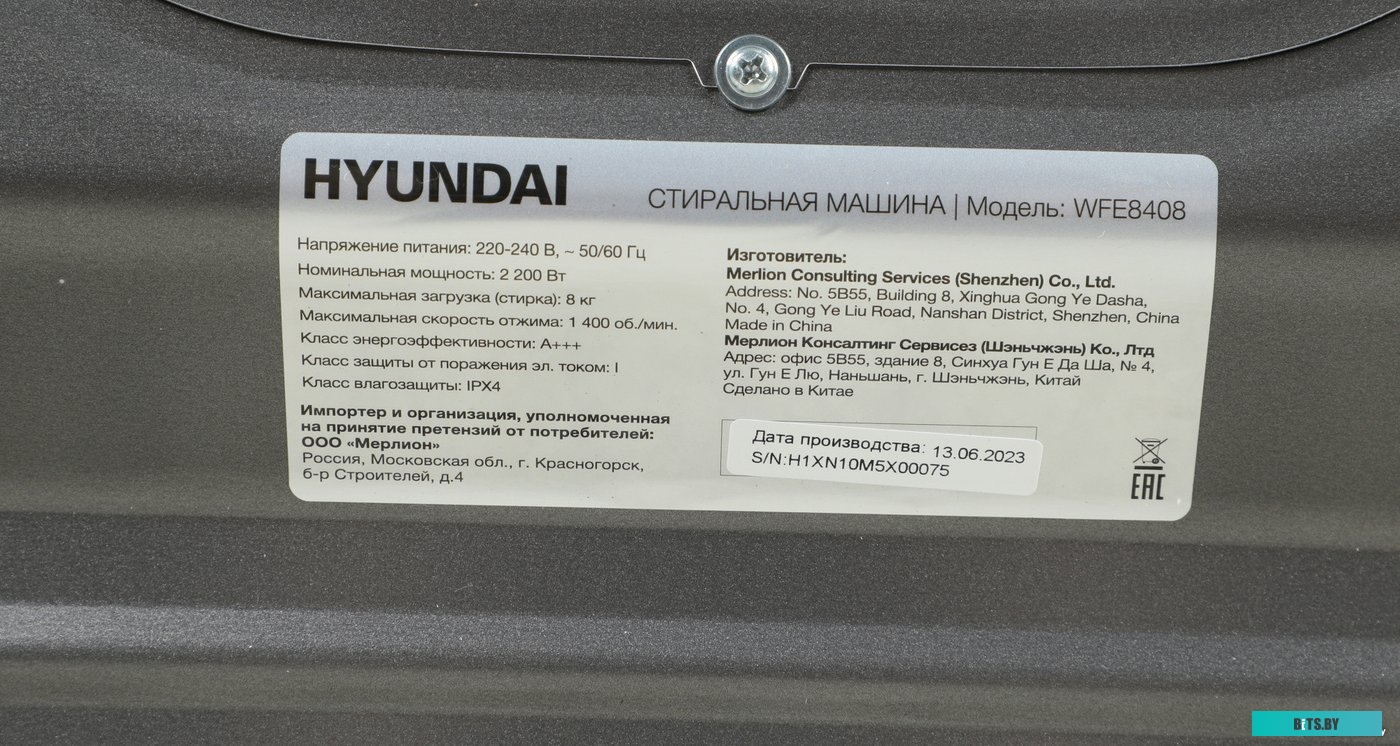 HYUNDAI
СТИРАЛЬНАЯ МАШИНА | Модель: WFE8408
Напряжение питания: 220-240 В, ~ 50/60 Гц
Номинальная мощность: 2 200 Вт
Максимальная загрузка (стирка): 8 кг
Максимальная скорость отжима: 1 400 об./мин.
Класс энергоэффективности: А+++
Класс защиты от поражения эл. током: I
Класс влагозащиты: IPX4
Импортер и организация, уполномоченная
на принятие претензий от потребителей:
ООО «Мерлион»
Россия, Московская обл., г. Красногорск,
б-р Строителей, д.4
Изготовитель:
Merlion Consulting Services (Shenzhen) Co., Ltd.
Address: No. 5B55, Building 8, Xinghua Gong Ye Dasha,
No. 4, Gong Ye Liu Road, Nanshan District, Shenzhen, China
Made in China
Мерлион Консалтинг Сервисез (Шэньчжэнь) Ко., Лтд
Адрес: офис 5В55, здание 8, Синхуа Гун Е Да Ша, № 4,
ул. Гун Е Лю, Наньшань, г. Шэньчжэнь, Китай
Сделано в Китае
Дата производства: 13.06.2023
S/N:H1XN10M5X00075
EAC
BITS.BY